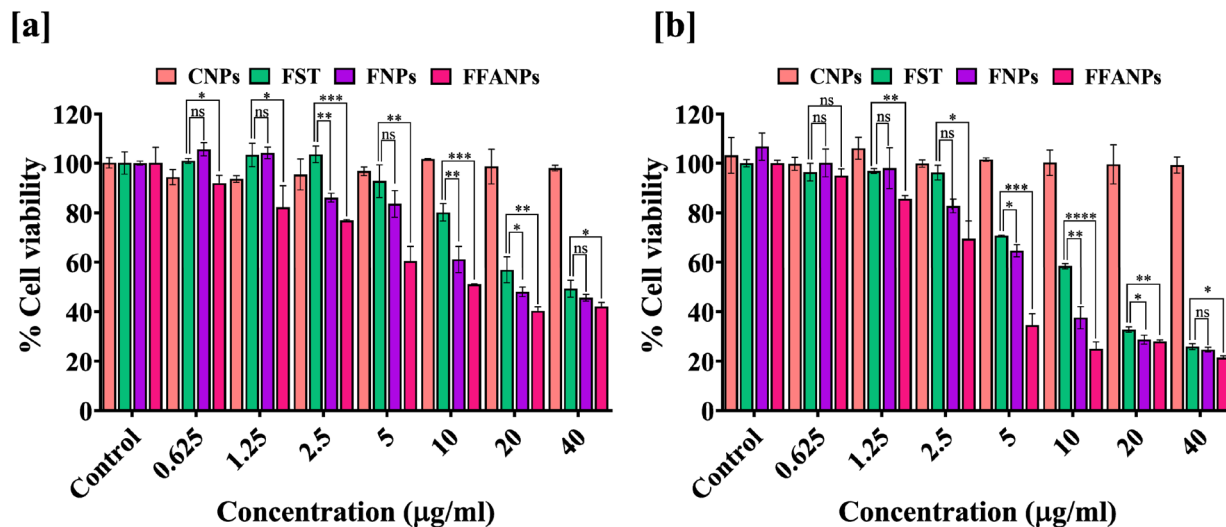 [a]
CNPs FST FNPs FFANPs
% Cell viability
120
100
80
60
40
20
0
* ns
* ns
*** **
** ns
*** **
** *
* ns
Control 0.625 1.25 2.5 5 10 20 40
Concentration (μg/ml)
[b]
CNPs FST FNPs FFANPs
% Cell viability
120
100
80
60
40
20
0
ns ns
** ns
* ns
*** *
**** **
** *
* ns
Control 0.625 1.25 2.5 5 10 20 40
Concentration (μg/ml)